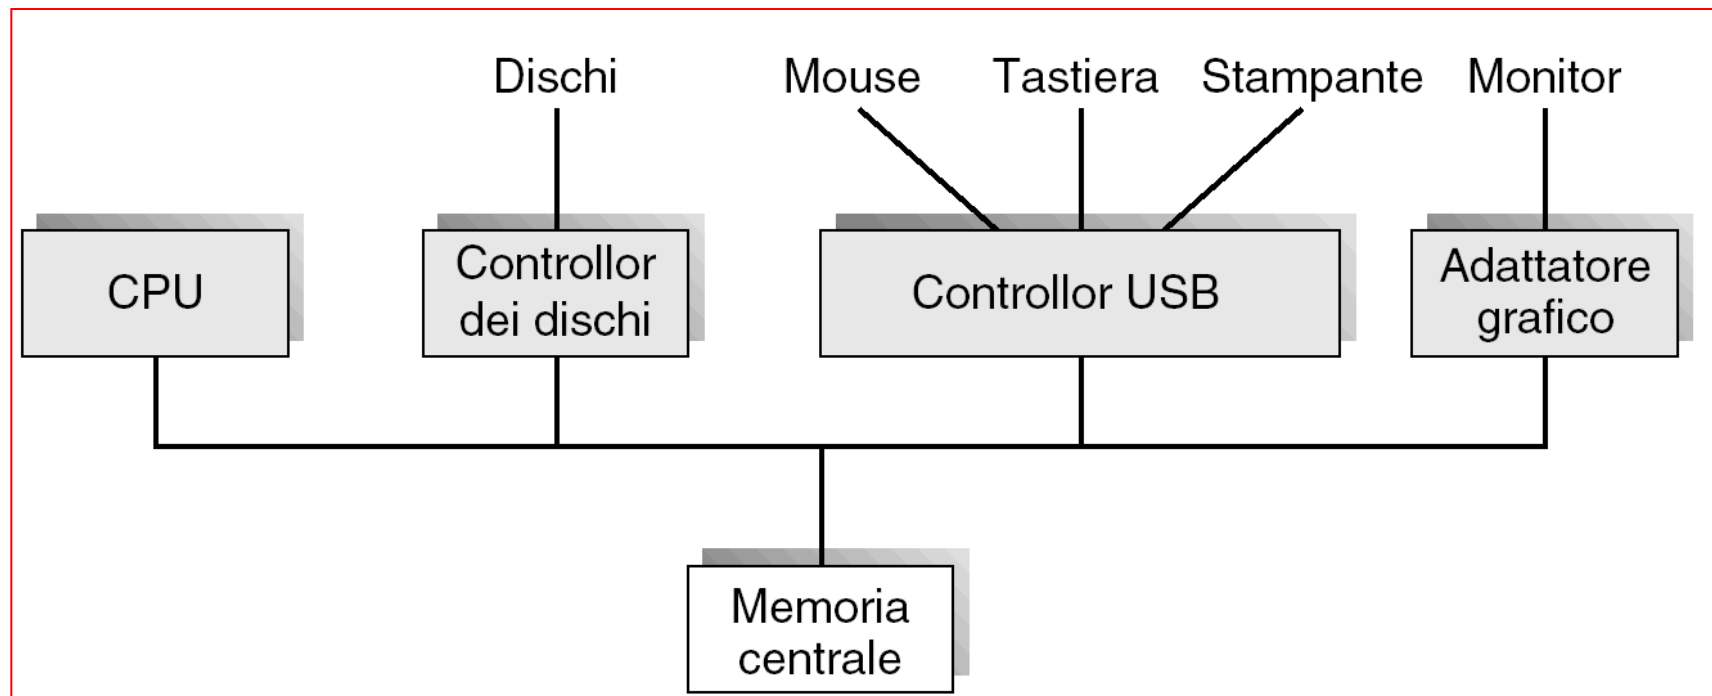 Dischi
Mouse
Tastiera
Stampante
Monitor
CPU
Controllor
dei dischi
Controllor USB
Adattatore
grafico
Memoria
centrale